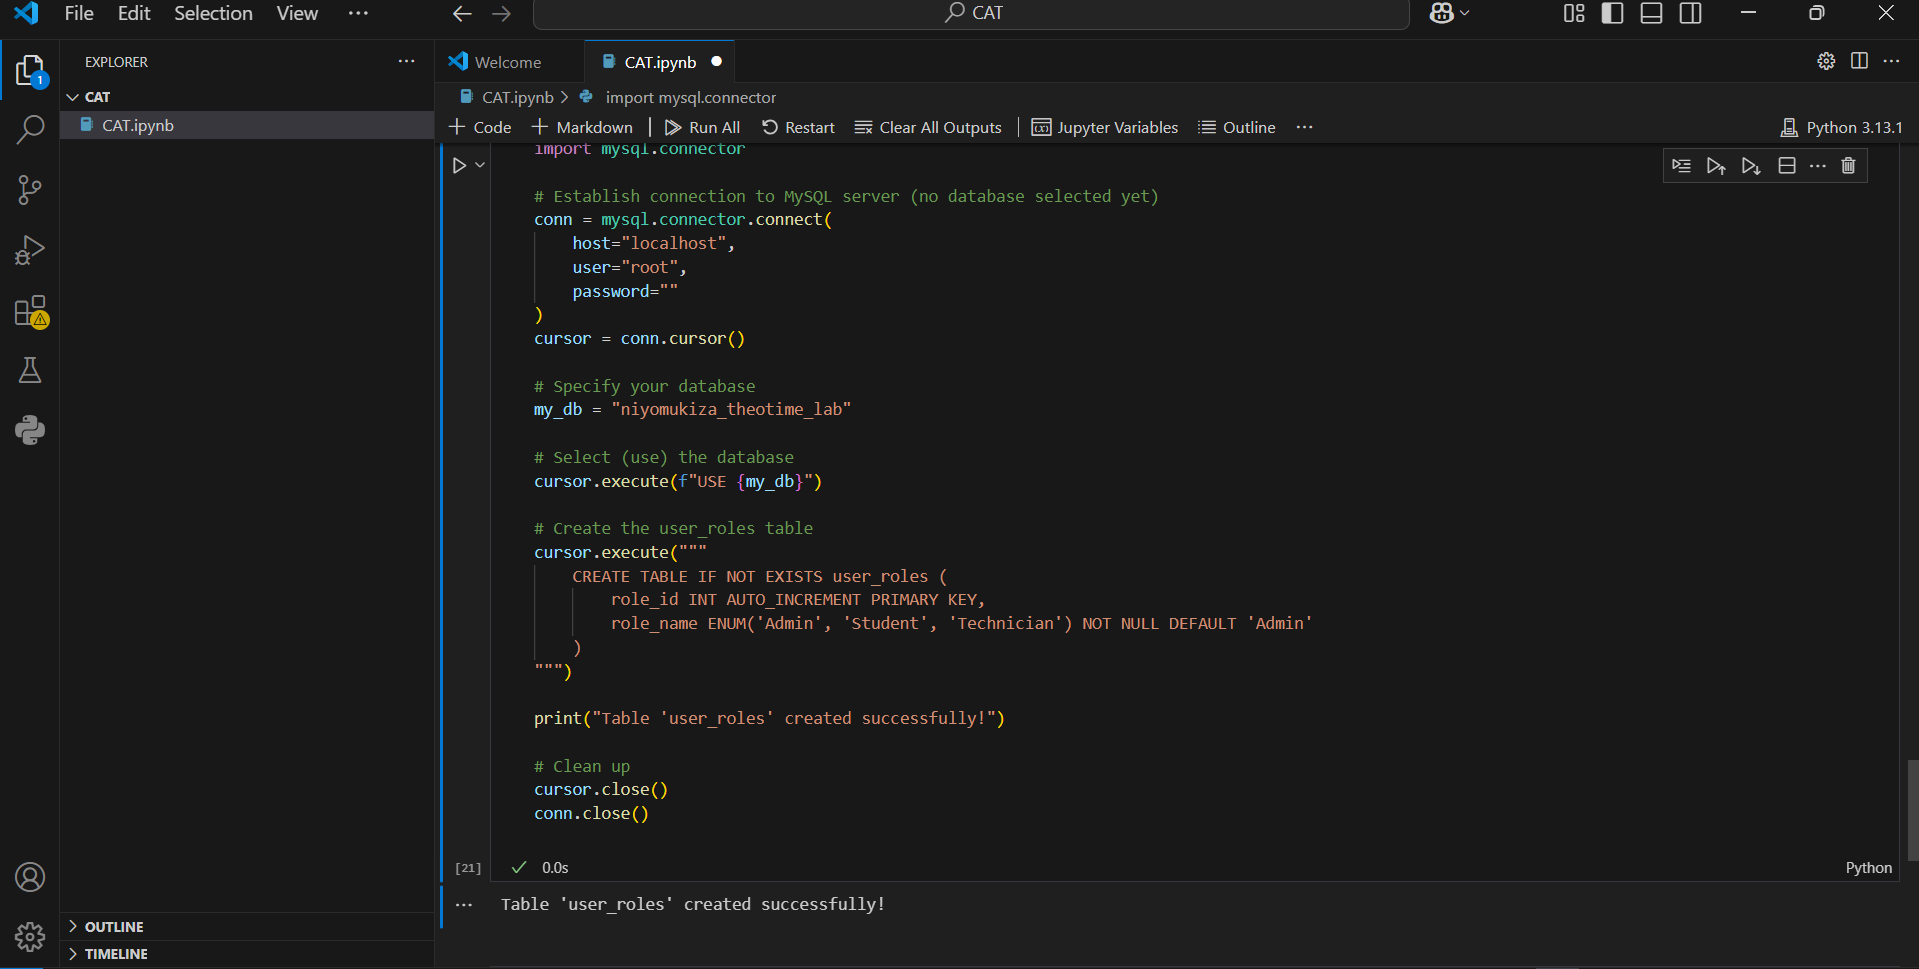 File Edit Selection View ···
CAT
EXPLORER ···
CAT
CAT.ipynb
1
OUTLINE
TIMELINE
Welcome
CAT.ipynb
CAT.ipynb > import mysql.connector
+ Code + Markdown | Run All Restart Clear All Outputs | Jupyter Variables Outline ···
Python 3.13.1
import mysql.connector
# Establish connection to MySQL server (no database selected yet)
conn = mysql.connector.connect(
    host="localhost",
    user="root",
    password=""
)
cursor = conn.cursor()
# Specify your database
my_db = "niyomukiza_theotime_lab"
# Select (use) the database
cursor.execute(f"USE {my_db}")
# Create the user_roles table
cursor.execute("""
    CREATE TABLE IF NOT EXISTS user_roles (
        role_id INT AUTO_INCREMENT PRIMARY KEY,
        role_name ENUM('Admin', 'Student', 'Technician') NOT NULL DEFAULT 'Admin'
    )
""")
print("Table 'user_roles' created successfully!")
# Clean up
cursor.close()
conn.close()
[21] ✓ 0.0s
Python
··· Table 'user_roles' created successfully!